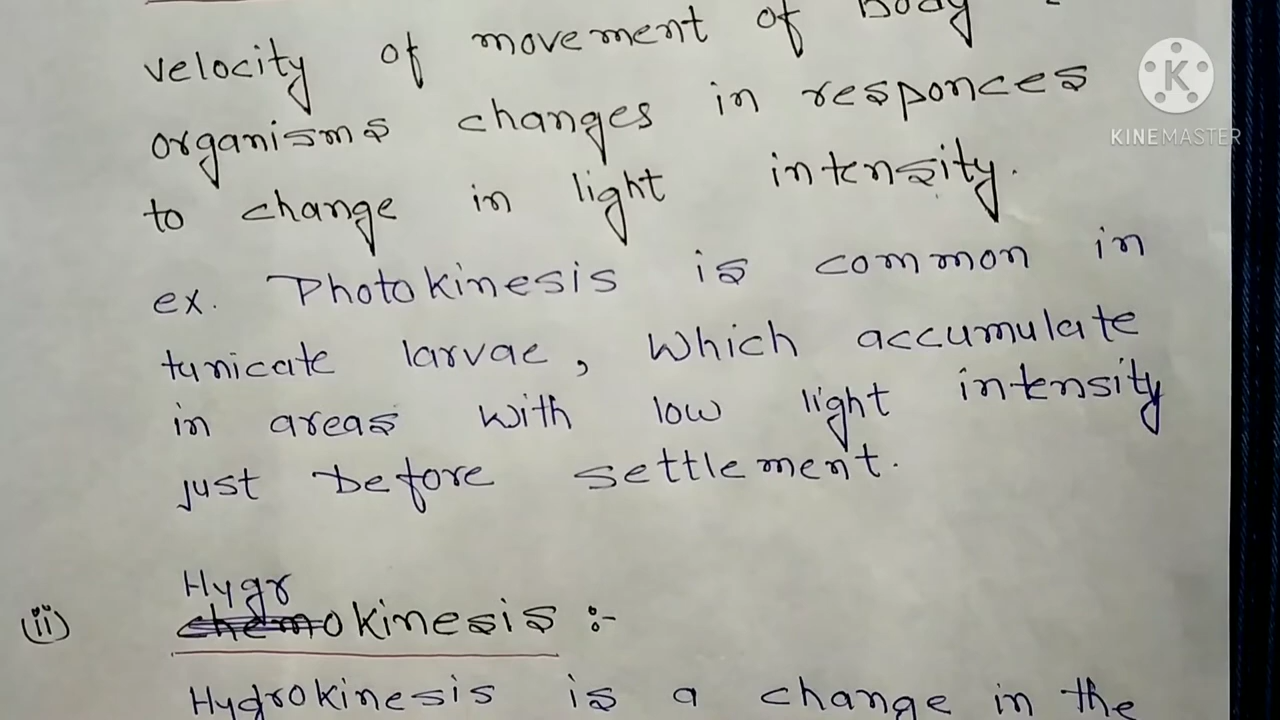 velocity of movement of Body -
organisms changes in responces
to change in light intensity.
ex. Photokinesis is common in
tunicate larvae, which accumulate
in areas with low light intensity
just before settlement.
Hygr
(ii) chemokinesis :-
Hydrokinesis is a change in the
K
KINEMASTER